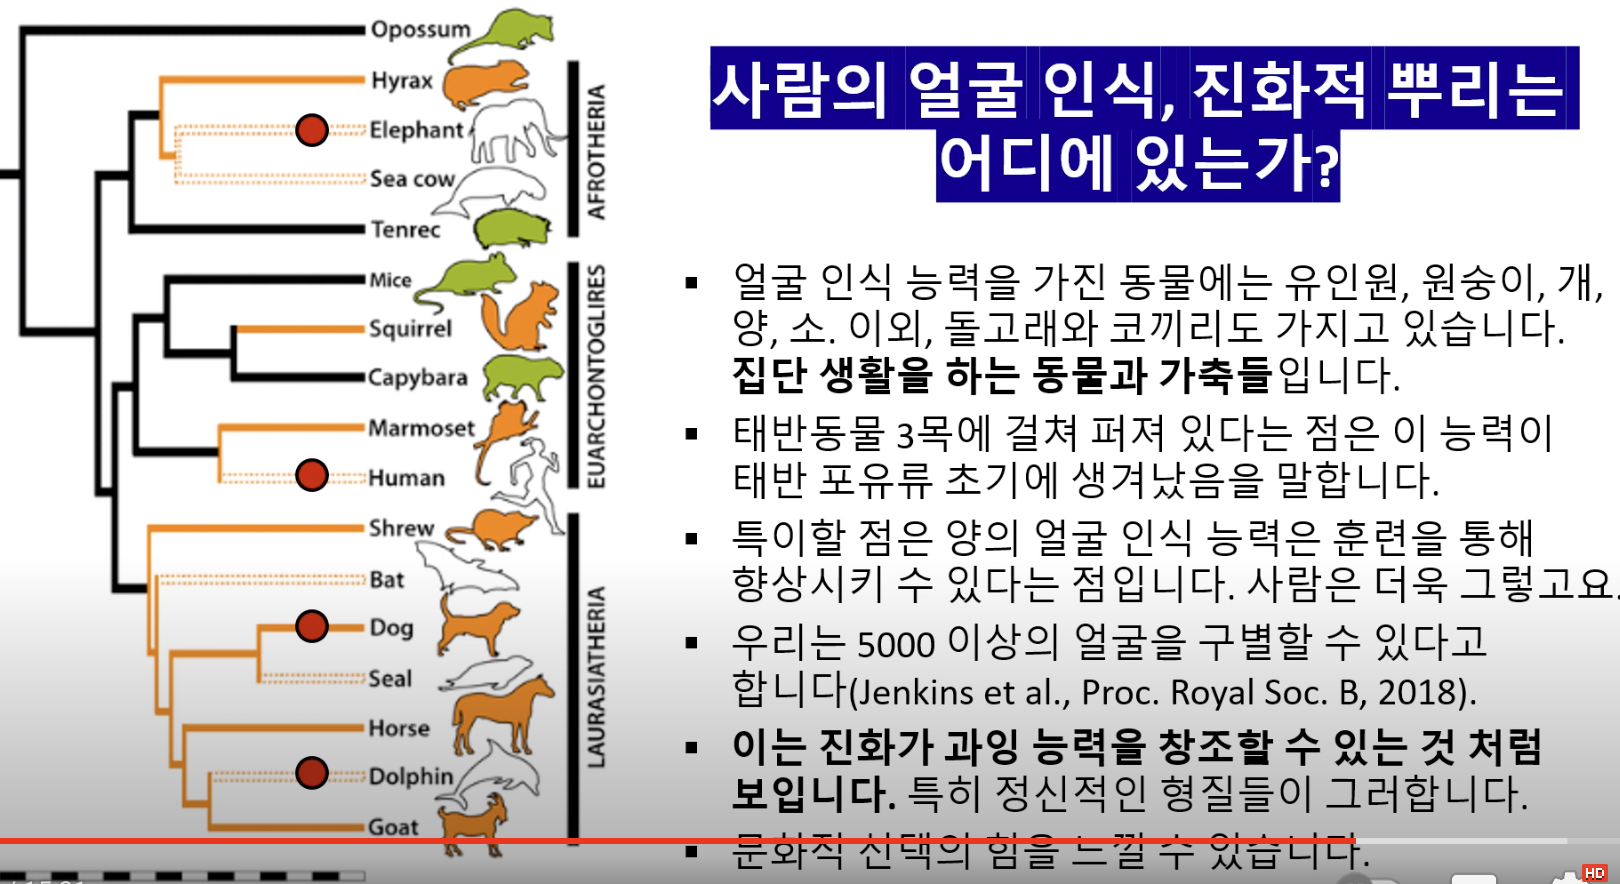 Opossum
Hyrax
Elephant
Sea cow
Tenrec
AFROTHERIA
Mice
Squirrel
Capybara
Marmoset
Human
EUARCHONTOGLIRES
Shrew
Bat
Dog
Seal
Horse
Dolphin
Goat
LAURASIATHERIA
사람의 얼굴 인식, 진화적 뿌리는
어디에 있는가?
▪ 얼굴 인식 능력을 가진 동물에는 유인원, 원숭이, 개,
양, 소. 이외, 돌고래와 코끼리도 가지고 있습니다.
집단 생활을 하는 동물과 가축들입니다.
▪ 태반동물 3목에 걸쳐 퍼져 있다는 점은 이 능력이
태반 포유류 초기에 생겨났음을 말합니다.
▪ 특이할 점은 양의 얼굴 인식 능력은 훈련을 통해
향상시키 수 있다는 점입니다. 사람은 더욱 그렇고요.
▪ 우리는 5000 이상의 얼굴을 구별할 수 있다고
합니다(Jenkins et al., Proc. Royal Soc. B, 2018).
▪ 이는 진화가 과잉 능력을 창조할 수 있는 것 처럼
보입니다. 특히 정신적인 형질들이 그러합니다.
▪ 문화적 선택의 힘을 느낄 수 있습니다.
HD